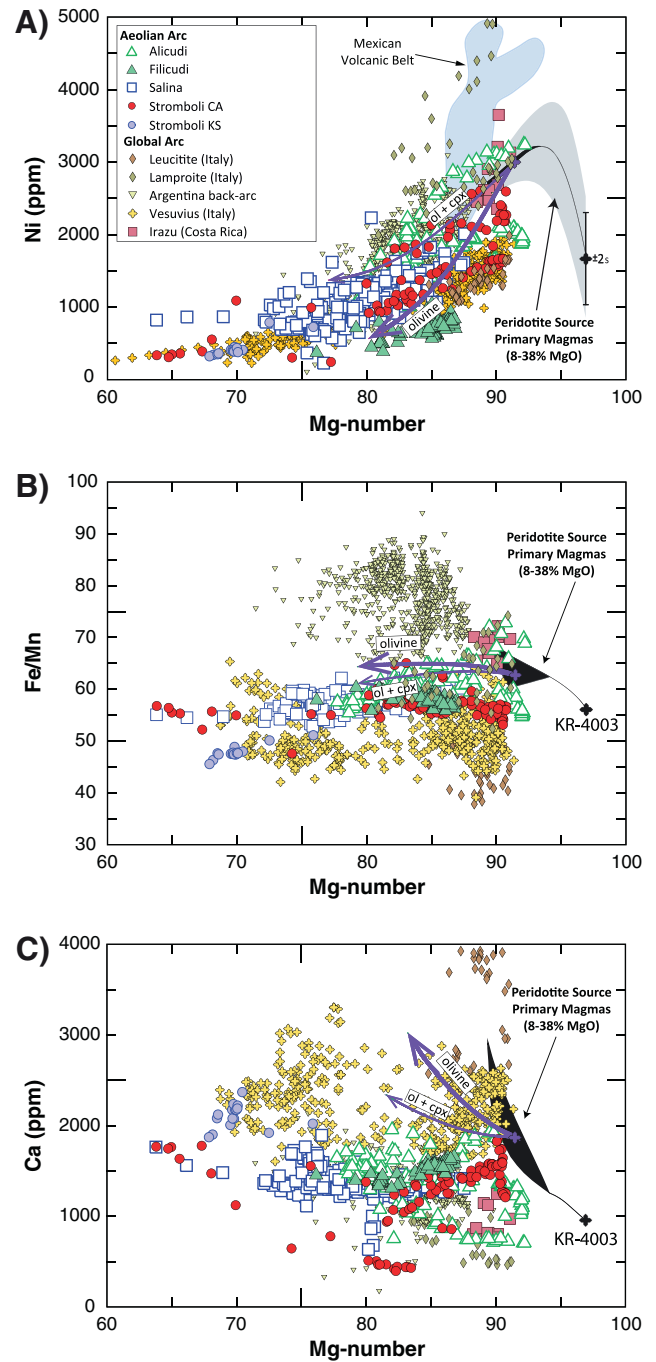 A)
5000
4000
3000
2000
1000
0
Ni (ppm)
Aeolian Arc
Alicudi
Filicudi
Salina
Stromboli CA
Stromboli KS
Global Arc
Leucitite (Italy)
Lamproite (Italy)
Argentina back-arc
Vesuvius (Italy)
Irazu (Costa Rica)
Mexican
Volcanic Belt
ol + cpx
olivine
±2s
Peridotite Source
Primary Magmas
(8-38% MgO)
60
70
80
90
100
Mg-number
B)
100
90
80
70
60
50
40
30
Fe/Mn
Peridotite Source
Primary Magmas
(8-38% MgO)
olivine
ol + cpx
KR-4003
60
70
80
90
100
Mg-number
C)
4000
3000
2000
1000
0
Ca (ppm)
Peridotite Source
Primary Magmas
(8-38% MgO)
olivine
ol + cpx
KR-4003
60
70
80
90
100
Mg-number